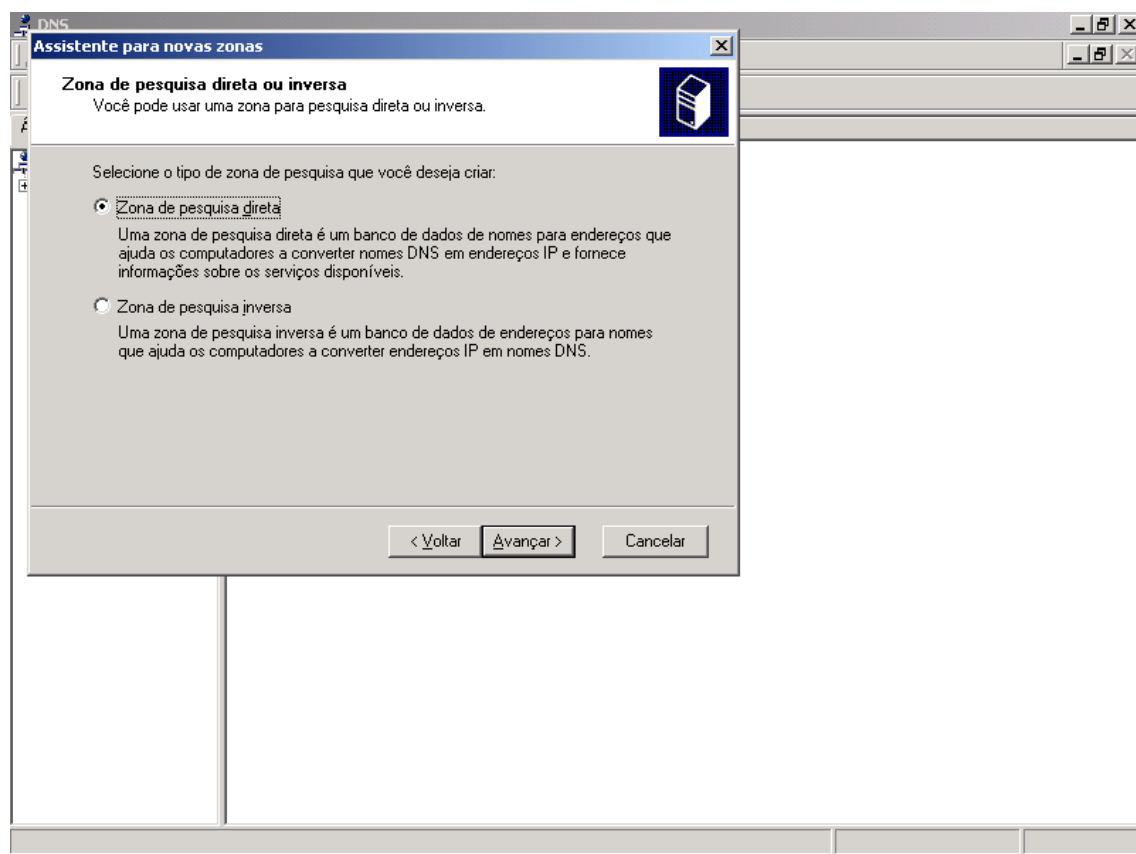 DNS
Assistente para novas zonas
Zona de pesquisa direta ou inversa
Você pode usar uma zona para pesquisa direta ou inversa.
Selecione o tipo de zona de pesquisa que você deseja criar:
Zona de pesquisa direta
Uma zona de pesquisa direta é um banco de dados de nomes para endereços que
ajuda os computadores a converter nomes DNS em endereços IP e fornece
informações sobre os serviços disponíveis.
Zona de pesquisa inversa
Uma zona de pesquisa inversa é um banco de dados de endereços para nomes
que ajuda os computadores a converter endereços IP em nomes DNS.
< Voltar
Avançar >
Cancelar